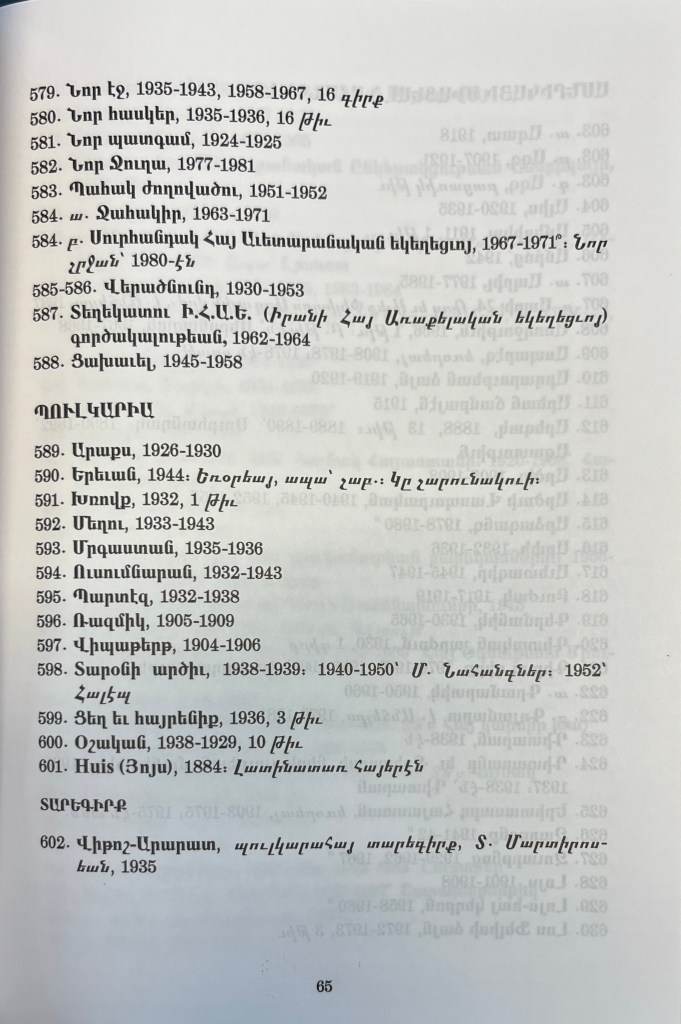 579. Նոր էջ, 1935-1943, 1958-1967, 16 գիրք
580. Նոր հասկեր, 1935-1936, 16 թիւ
581. Նոր պատգամ, 1924-1925
582. Նոր Ջուղա, 1977-1981
583. Պահակ ժողովածու, 1951-1952
584. ա. Ջահակիր, 1963-1971
584. բ. Սուրհանդակ Հայ Աւետարանական եկեղեցւոյ, 1967-1971՞։ Նոր
շրջան՝ 1980-էն
585-586. Վերածնունդ, 1930-1953
587. Տեղեկատու Ի.Հ.Ա.Ե. (Իրանի Հայ Առաքելական եկեղեցւոյ)
գործակալութեան, 1962-1964
588. Ցախաւել, 1945-1958
ՊՈՒԼԿԱՐԻԱ
589. Արաքս, 1926-1930
590. Երեւան, 1944։ Եռօրեայ, ապա՝ շաբ.։ Կը շարունակուի։
591. Խռովք, 1932, 1 թիւ
592. Մեղու, 1933-1943
593. Մրգաստան, 1935-1936
594. Ուսումնարան, 1932-1943
595. Պարտէզ, 1932-1938
596. Ռազմիկ, 1905-1909
597. Վիպաթերթ, 1904-1906
598. Տարօնի արծիւ, 1938-1939։ 1940-1950՝ Մ. Նահանգներ։ 1952՝
Հալէպ
599. Ցեղ եւ հայրենիք, 1936, 3 թիւ
600. Օշական, 1938-1929, 10 թիւ
601. Huis (Յոյս), 1884։ Լատինատառ հայերէն
ՏԱՐԵԳԻՐՔ
602. Վիթոշ-Արարատ, պուլկարահայ տարեգիրք, Տ. Մարտիրոս-
եան, 1935
65